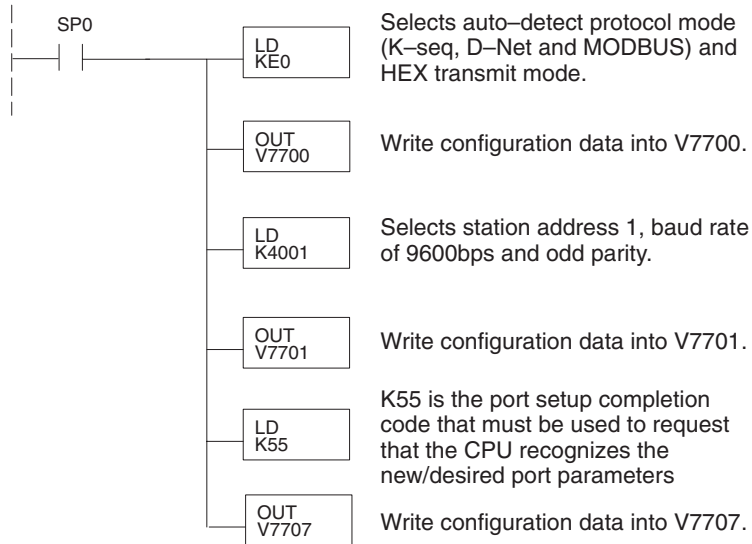 SP0
LD
KE0
Selects auto–detect protocol mode
(K–seq, D–Net and MODBUS) and
HEX transmit mode.
OUT
V7700
Write configuration data into V7700.
LD
K4001
Selects station address 1, baud rate
of 9600bps and odd parity.
OUT
V7701
Write configuration data into V7701.
LD
K55
K55 is the port setup completion
code that must be used to request
that the CPU recognizes the
new/desired port parameters
OUT
V7707
Write configuration data into V7707.